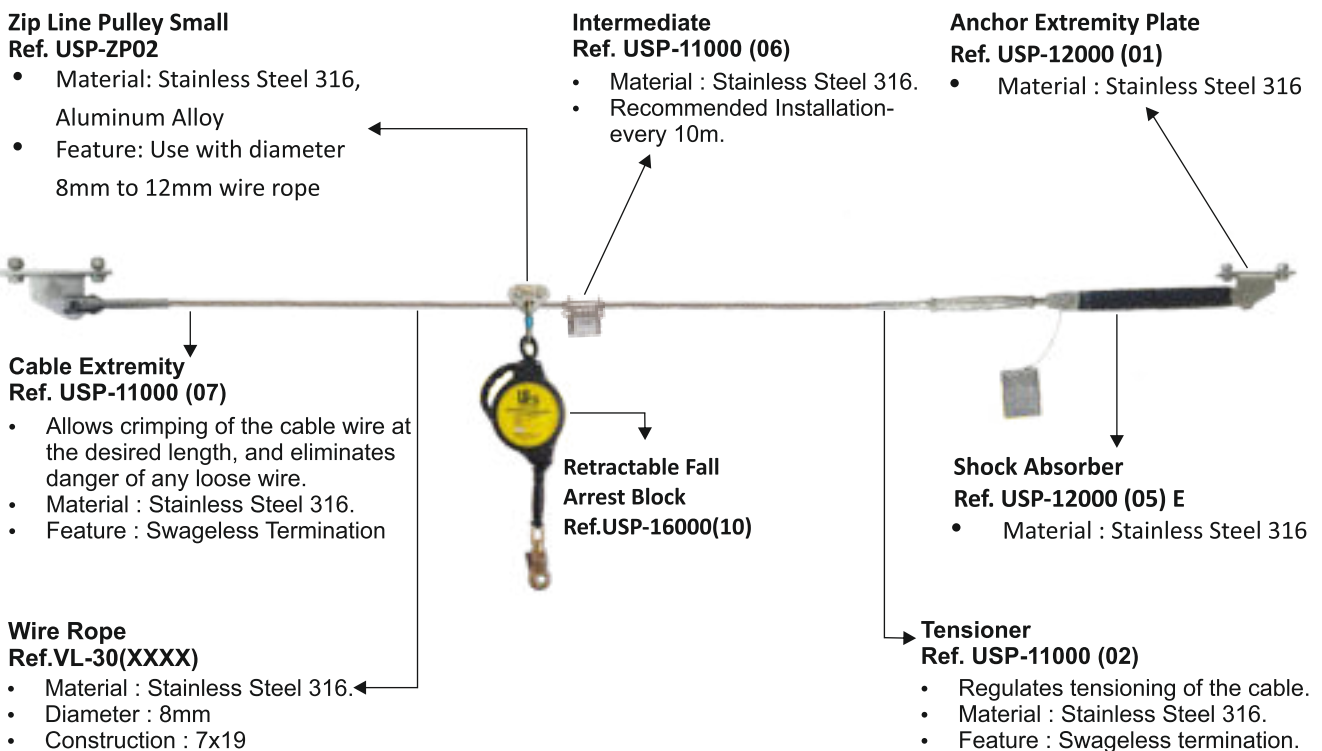 Zip Line Pulley Small
Ref. USP-ZP02
• Material: Stainless Steel 316,
Aluminum Alloy
• Feature: Use with diameter
8mm to 12mm wire rope
Intermediate
Ref. USP-11000 (06)
• Material : Stainless Steel 316.
• Recommended Installation-
every 10m.
Anchor Extremity Plate
Ref. USP-12000 (01)
• Material : Stainless Steel 316
Cable Extremity
Ref. USP-11000 (07)
• Allows crimping of the cable wire at
the desired length, and eliminates
danger of any loose wire.
• Material : Stainless Steel 316.
• Feature : Swageless Termination
Retractable Fall
Arrest Block
Ref.USP-16000(10)
Shock Absorber
Ref. USP-12000 (05) E
• Material : Stainless Steel 316
Wire Rope
Ref.VL-30(XXXX)
• Material : Stainless Steel 316.
• Diameter : 8mm
• Construction : 7x19
Tensioner
Ref. USP-11000 (02)
• Regulates tensioning of the cable.
• Material : Stainless Steel 316.
• Feature : Swageless termination.